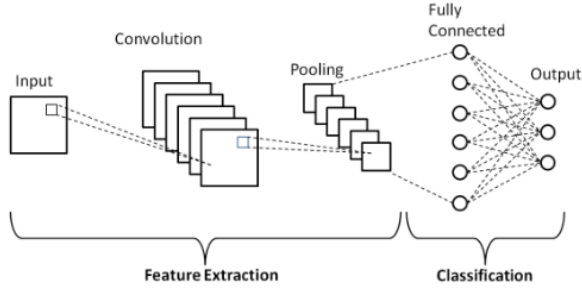 Input
Convolution
Pooling
Fully
Connected
Output
Feature Extraction
Classification